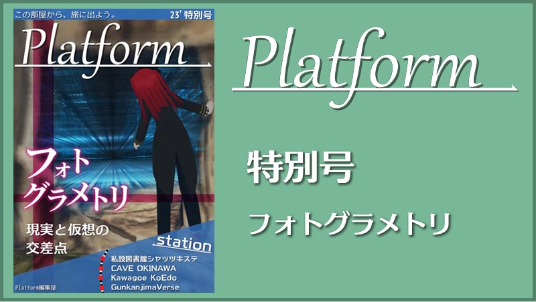 この部屋から、旅に出よう。
23'特別号
Platform
フォト
グラメトリ
現実と仮想の
交差点
station
私設図書館シャッツキステ
CAVE OKINAWA
Kawagoe KoEdo
GunkanjimaVerse
Platform編集部
Platform
特別号
フォトグラメトリ